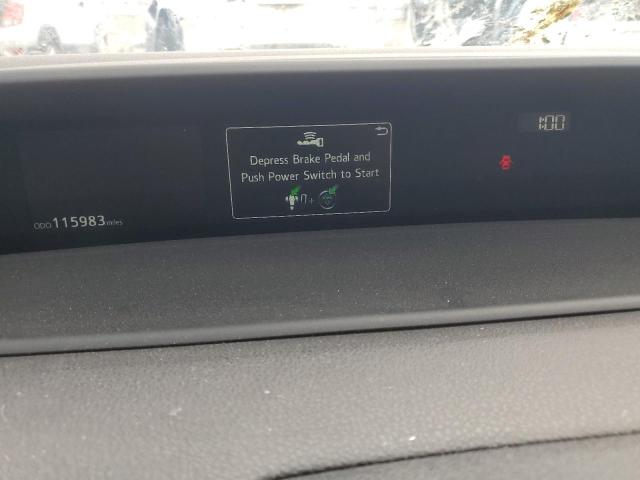 1:00
Depress Brake Pedal and
Push Power Switch to Start
ODO 115983 miles